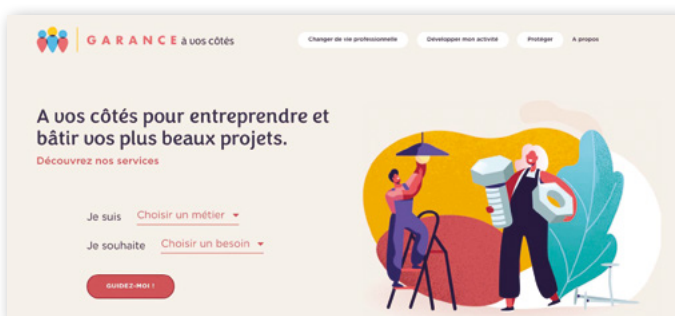 GARANCE à vos côtés
Changer de vie professionnelle
Développer mon activité
Protéger
A propos
A vos côtés pour entreprendre et
bâtir vos plus beaux projets.
Découvrez nos services
Je suis Choisir un métier
Je souhaite Choisir un besoin
GUIDEZ-MOI !